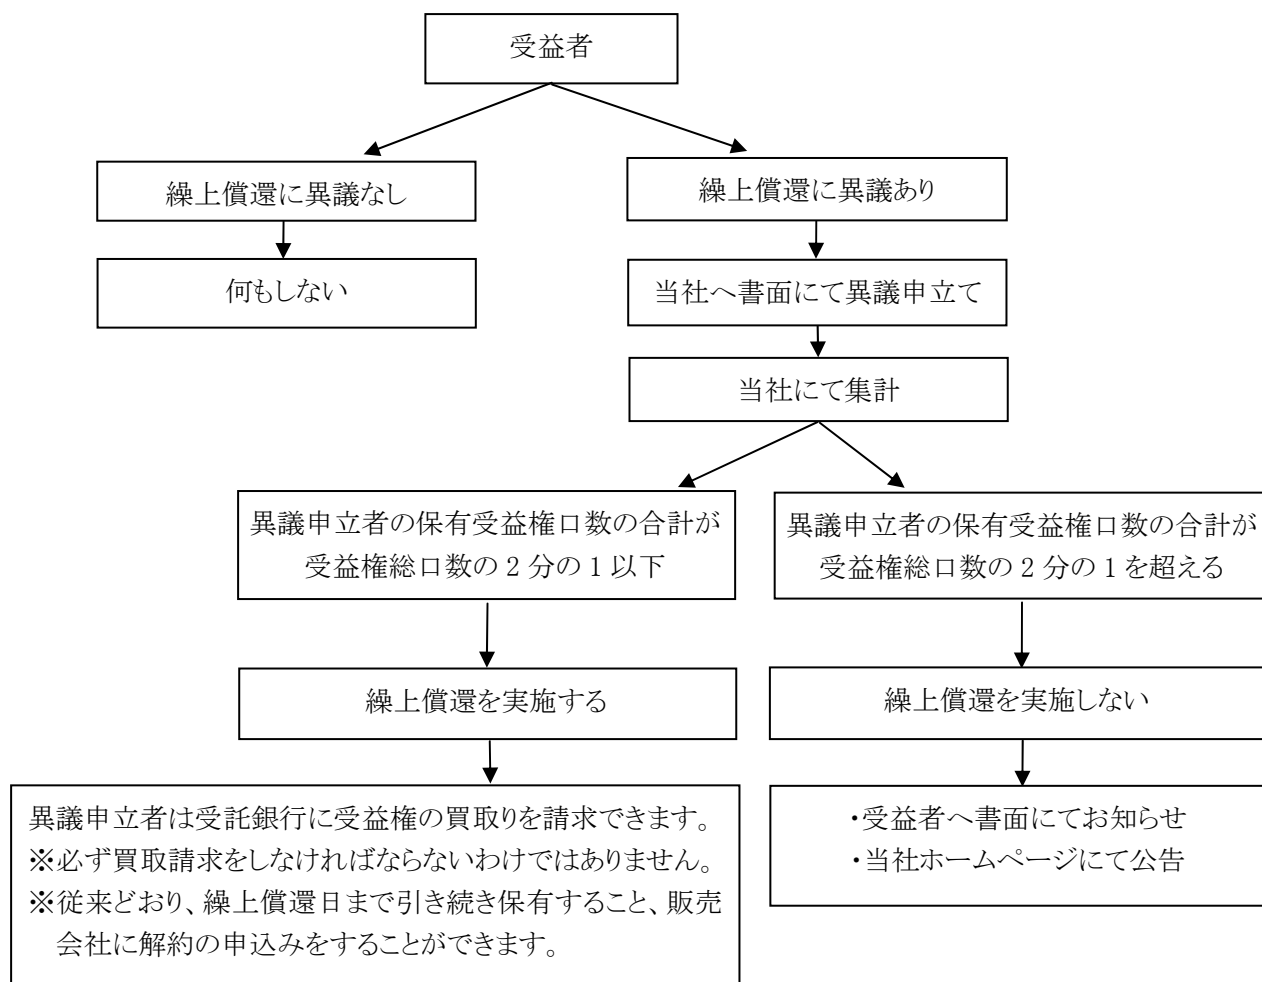 受益者
繰上償還に異議なし
繰上償還に異議あり
何もしない
当社へ書面にて異議申立て
当社にて集計
異議申立者の保有受益権口数の合計が
受益権総口数の 2 分の 1 以下
異議申立者の保有受益権口数の合計が
受益権総口数の 2 分の 1 を超える
繰上償還を実施する
繰上償還を実施しない
異議申立者は受託銀行に受益権の買取りを請求できます。
※必ず買取請求をしなければならないわけではありません。
※従来どおり、繰上償還日まで引き続き保有すること、販売
会社に解約の申込みをすることができます。
・受益者へ書面にてお知らせ
・当社ホームページにて公告